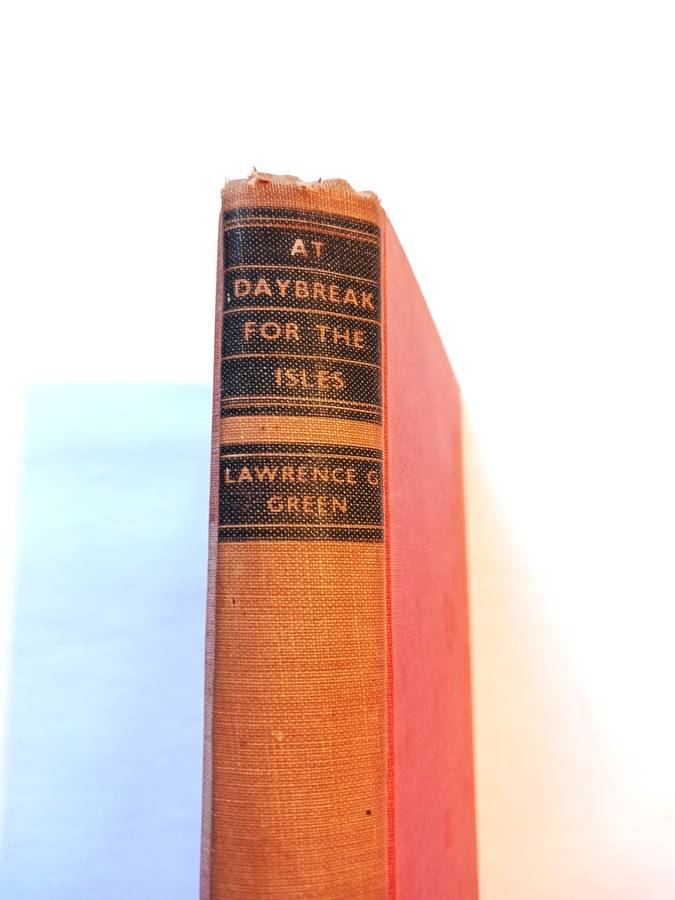 AT
DAYBREAK
FOR THE
ISLES
LAWRENCE G
GREEN